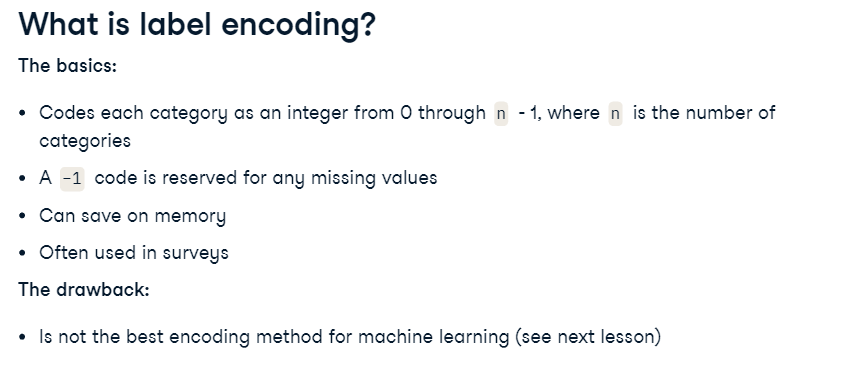 What is label encoding?
The basics:
• Codes each category as an integer from 0 through n - 1, where n is the number of
categories
• A -1 code is reserved for any missing values
• Can save on memory
• Often used in surveys
The drawback:
• Is not the best encoding method for machine learning (see next lesson)